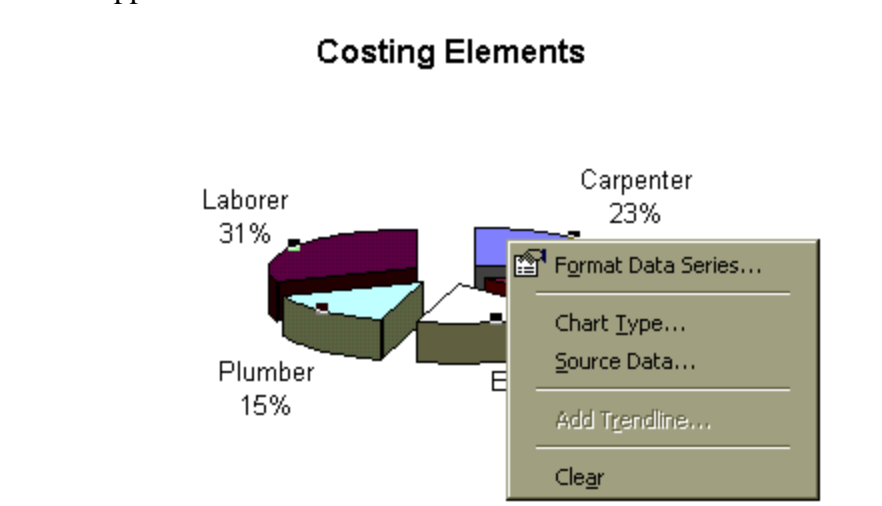 Costing Elements
Carpenter
23%
Laborer
31%
Format Data Series...
Chart Type...
Source Data...
Plumber
15%
Add Trendline...
Clear